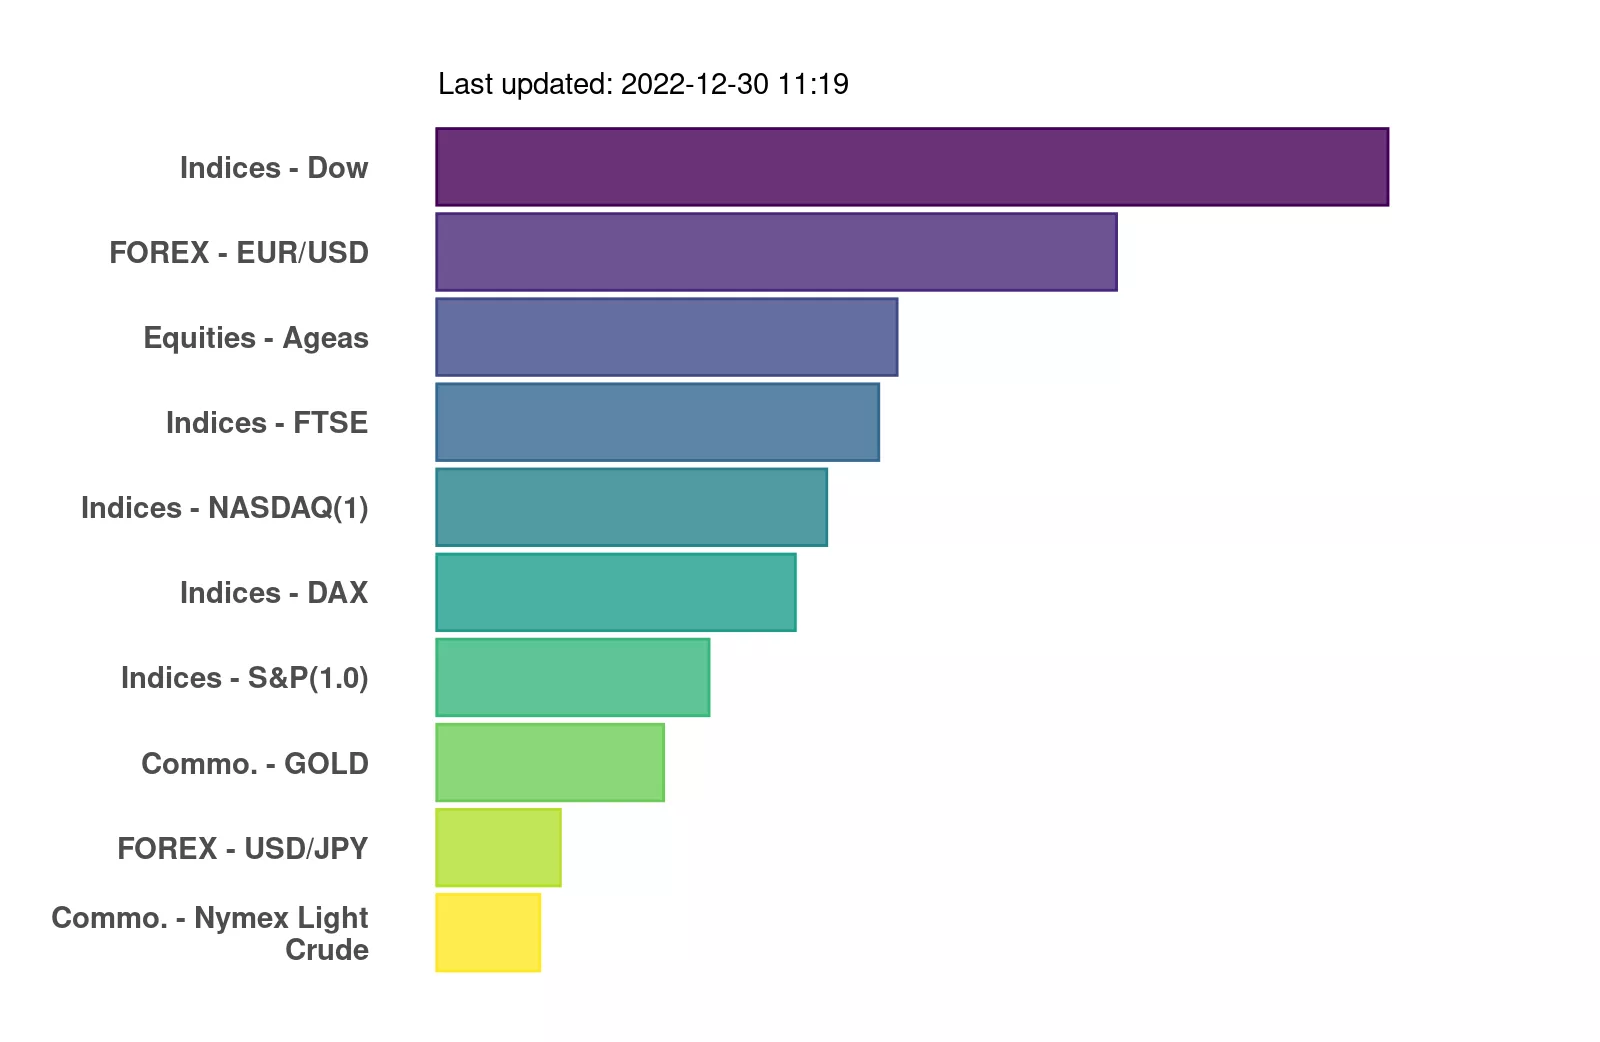 Last updated: 2022-12-30 11:19
Indices - Dow
FOREX - EUR/USD
Equities - Ageas
Indices - FTSE
Indices - NASDAQ(1)
Indices - DAX
Indices - S&P(1.0)
Commo. - GOLD
FOREX - USD/JPY
Commo. - Nymex Light
Crude